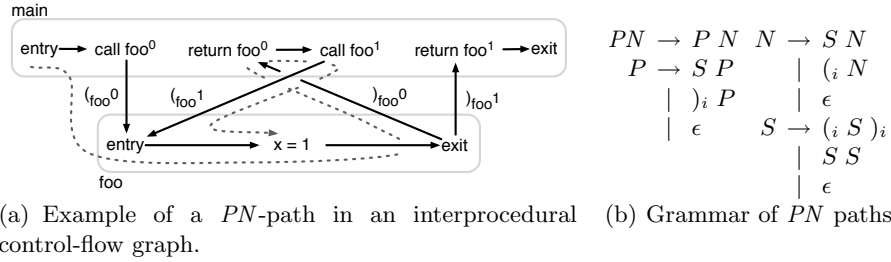 main
entry call foo⁰ return foo⁰ call foo¹ return foo¹ exit
(foo⁰ (foo¹ )foo⁰ )foo¹
entry x = 1 exit
foo
(a) Example of a PN-path in an interprocedural
control-flow graph.
PN → P N N → S N
P → S P | (ᵢ N
| )ᵢ P | ϵ
| ϵ S → (ᵢ S )ᵢ
| S S
| ϵ
(b) Grammar of PN paths